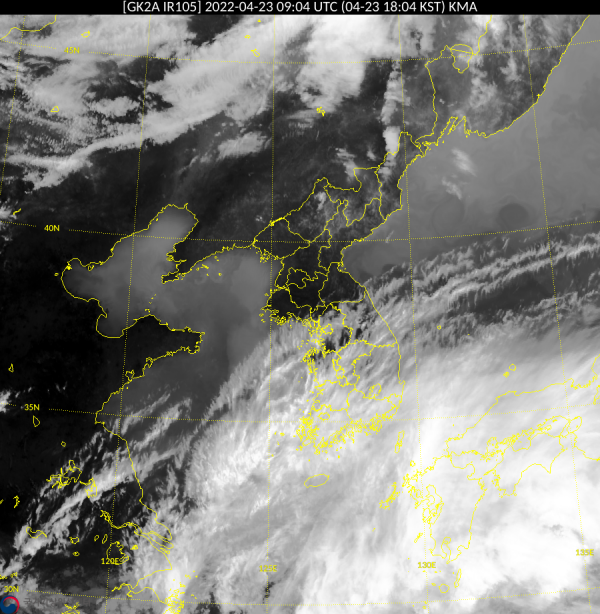 [GK2A IR105] 2022-04-23 09:04 UTC (04-23 18:04 KST) KMA
45N
40N
35N
120E
125E
130E
135E
30N